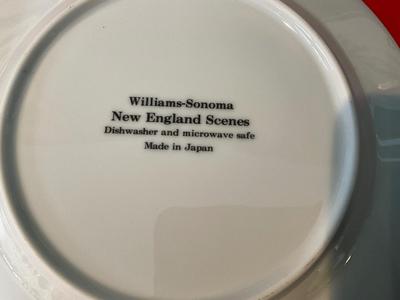 Williams-Sonoma
New England Scenes
Dishwasher and microwave safe
Made in Japan